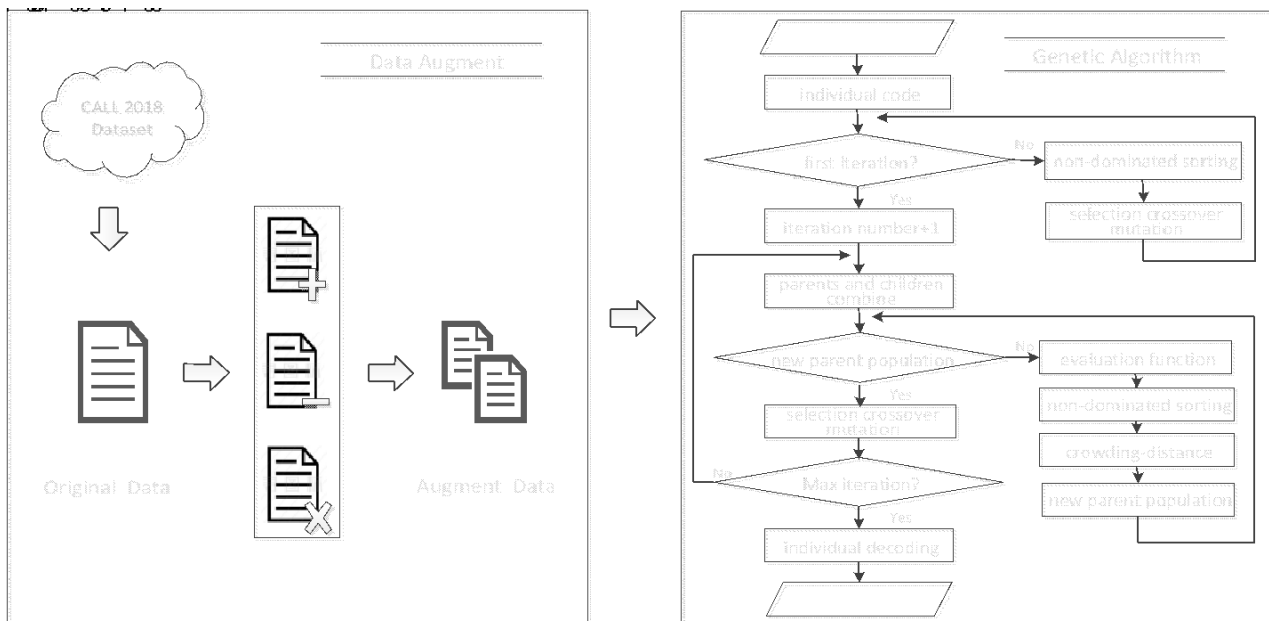 Data Augment
CALL 2018
Dataset
Original Data
Augment Data
Genetic Algorithm
individual code
first iteration?
No
non-dominated sorting
selection crossover
mutation
Yes
iteration number+1
parents and children
combine
new parent population
No
evaluation function
non-dominated sorting
crowding-distance
new parent population
Yes
selection crossover
mutation
No
Max iteration?
Yes
individual decoding